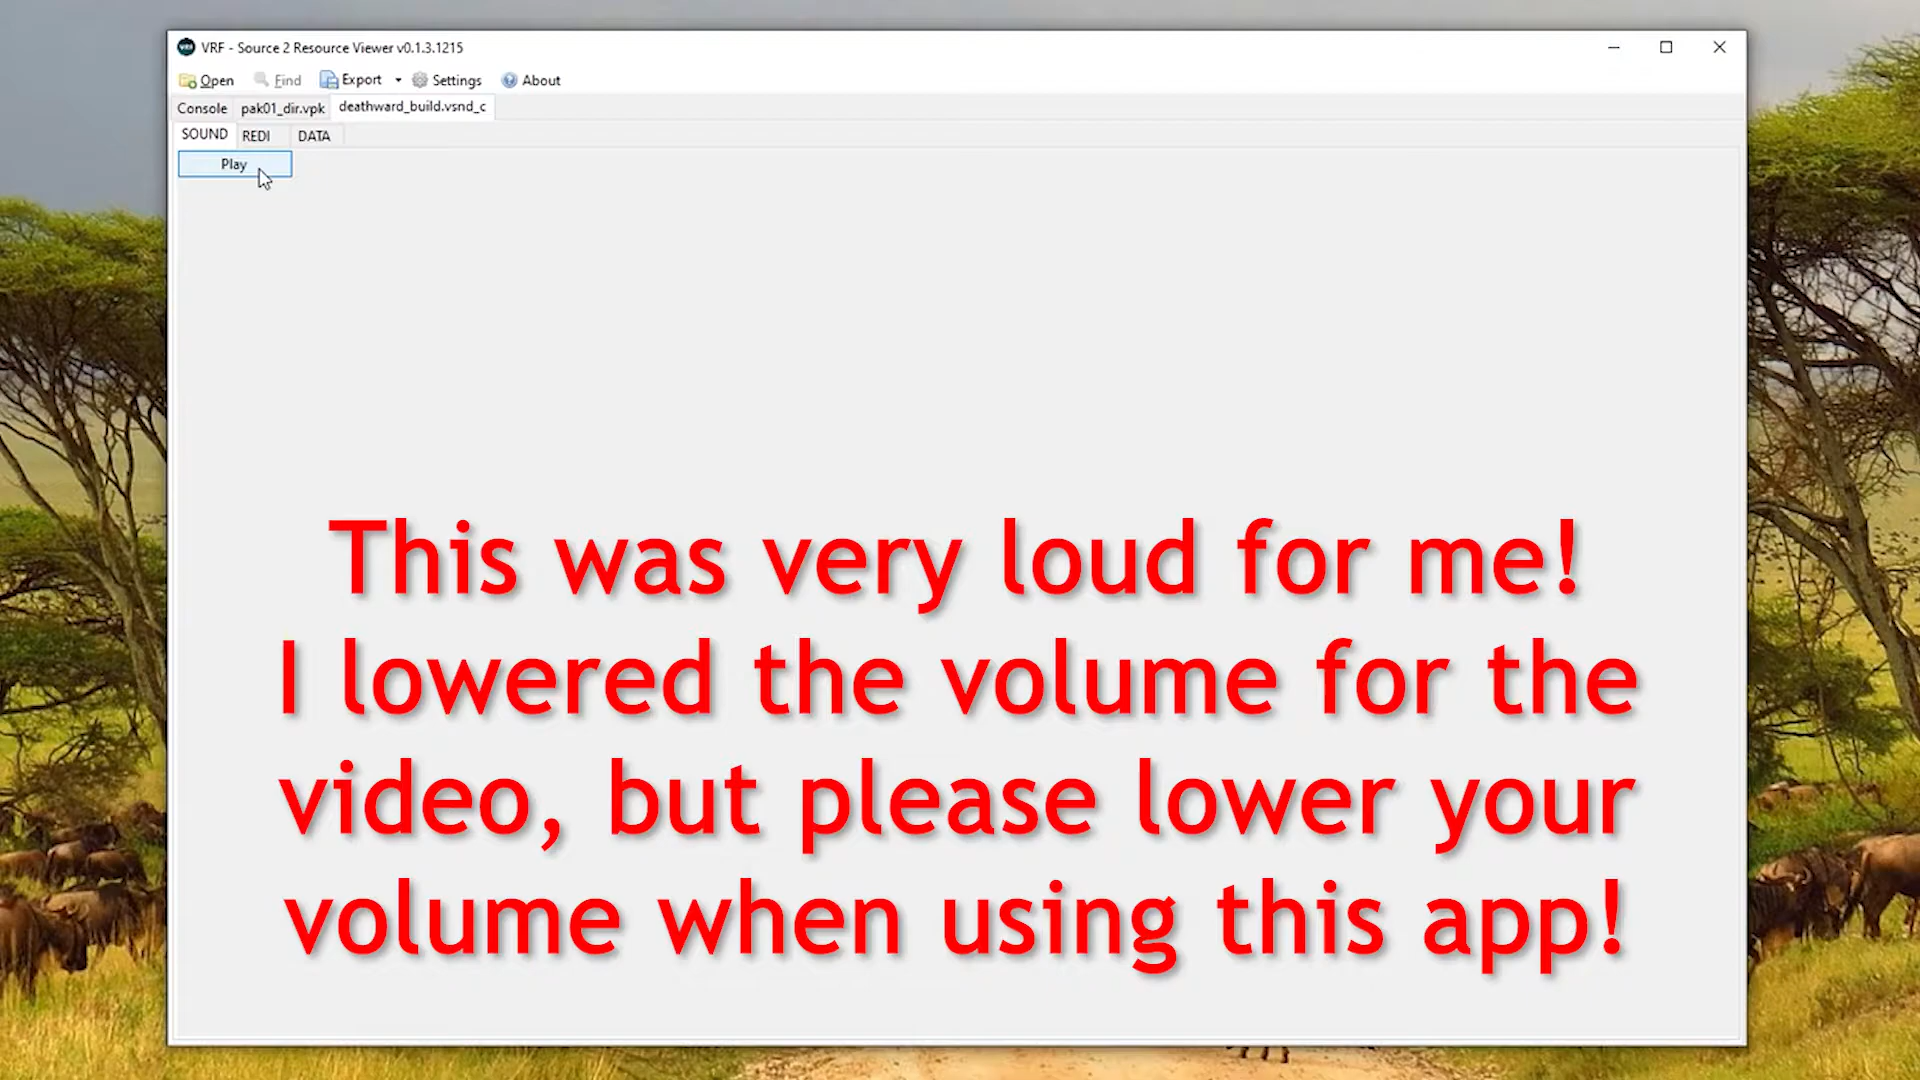 VRF - Source 2 Resource Viewer v0.1.3.1215
Open Find Export Settings About
Console pak01_dir.vpk deathward_build.vsnd_c
SOUND REDI DATA
Play
This was very loud for me!
I lowered the volume for the
video, but please lower your
volume when using this app!